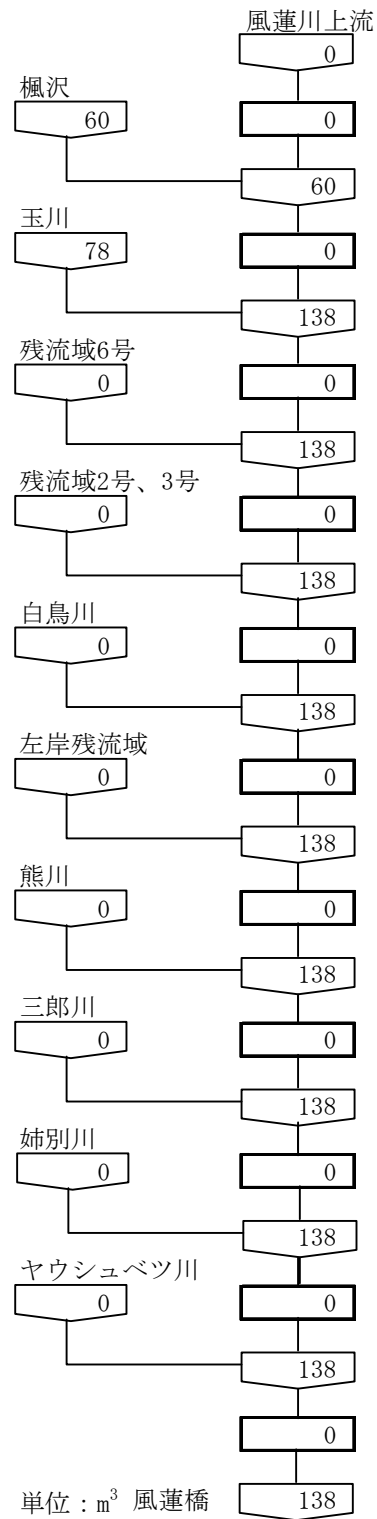 風蓮川上流
0
楓沢
60 0
60
玉川
78 0
138
残流域6号
0 0
138
残流域2号、3号
0 0
138
白鳥川
0 0
138
左岸残流域
0 0
138
熊川
0 0
138
三郎川
0 0
138
姉別川
0 0
138
ヤウシュベツ川
0 0
138
0
単位：m³ 風蓮橋 138